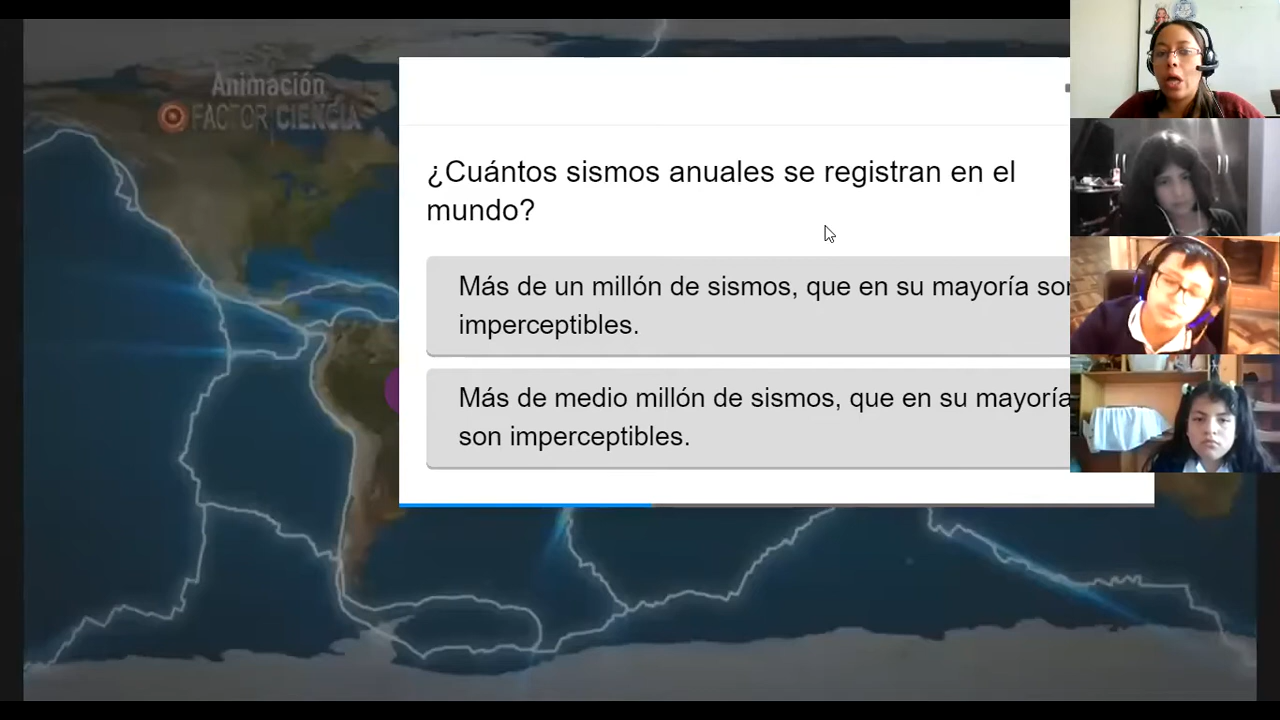 Animación
FACTOR CIENCIA
¿Cuántos sismos anuales se registran en el
mundo?
Más de un millón de sismos, que en su mayoría son
imperceptibles.
Más de medio millón de sismos, que en su mayoría
son imperceptibles.